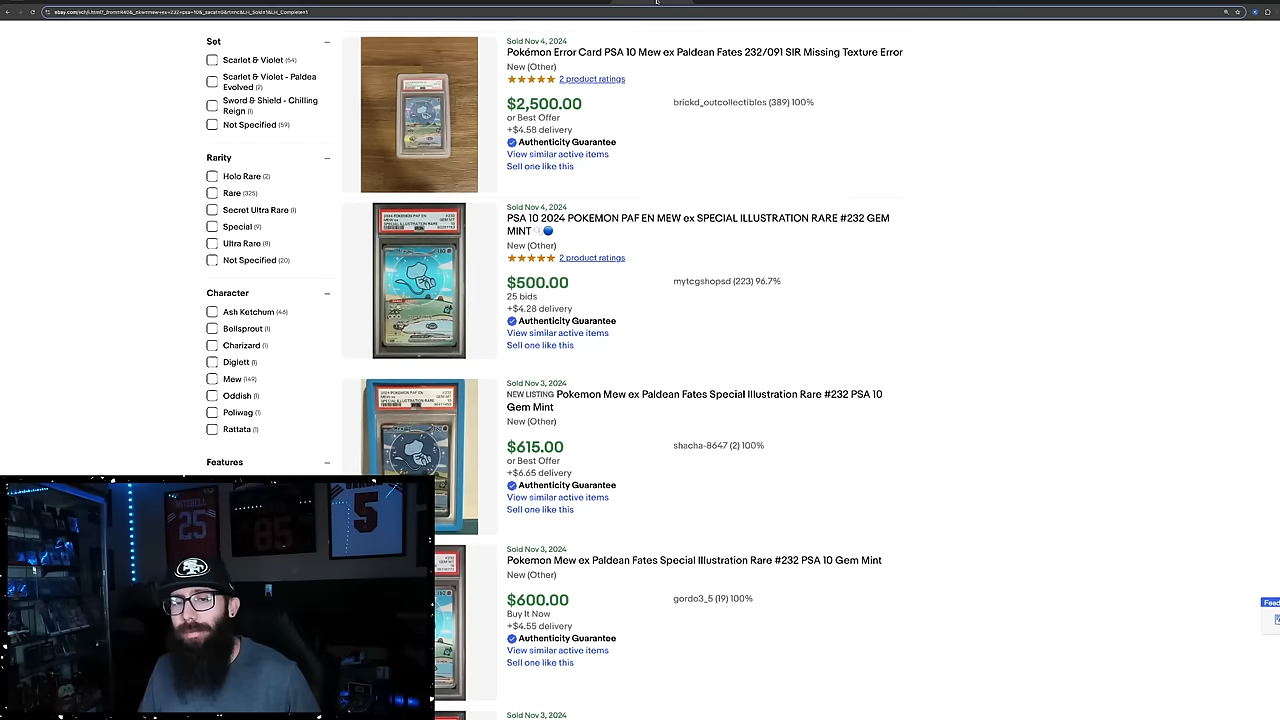 Set
Scarlet & Violet (54)
Scarlet & Violet - Paldea
Evolved (2)
Sword & Shield - Chilling
Reign (1)
Not Specified (59)
Rarity
Holo Rare (2)
Rare (325)
Secret Ultra Rare (1)
Special (9)
Ultra Rare (8)
Not Specified (20)
Character
Ash Ketchum (46)
Bellsprout (1)
Charizard (1)
Diglett (1)
Mew (149)
Oddish (1)
Poliwag (1)
Rattata (1)
Features
Sold Nov 4, 2024
Pokémon Error Card PSA 10 Mew ex Paldean Fates 232/091 SIR Missing Texture Error
New (Other)
2 product ratings
$2,500.00
brickd_outcollectibles (389) 100%
or Best Offer
+$4.58 delivery
Authenticity Guarantee
View similar active items
Sell one like this
Sold Nov 4, 2024
PSA 10 2024 POKEMON PAF EN MEW ex SPECIAL ILLUSTRATION RARE #232 GEM
MINT
New (Other)
2 product ratings
$500.00
mytcgshopsd (223) 96.7%
25 bids
+$4.28 delivery
Authenticity Guarantee
View similar active items
Sell one like this
Sold Nov 3, 2024
NEW LISTING Pokemon Mew ex Paldean Fates Special Illustration Rare #232 PSA 10
Gem Mint
New (Other)
$615.00
shacha-8647 (2) 100%
or Best Offer
+$6.65 delivery
Authenticity Guarantee
View similar active items
Sell one like this
Sold Nov 3, 2024
Pokemon Mew ex Paldean Fates Special Illustration Rare #232 PSA 10 Gem Mint
New (Other)
$600.00
gordo3_5 (19) 100%
Buy It Now
+$4.55 delivery
Authenticity Guarantee
View similar active items
Sell one like this
Sold Nov 3, 2024
Feed
MITCHELL
25
85
5